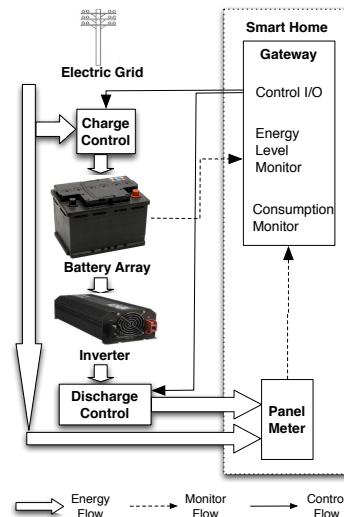 Smart Home
Gateway
Electric Grid
Control I/O
Charge
Control
Energy
Level
Monitor
Consumption
Monitor
Battery Array
Inverter
Discharge
Control
Panel
Meter
Energy
Flow
Monitor
Flow
Control
Flow